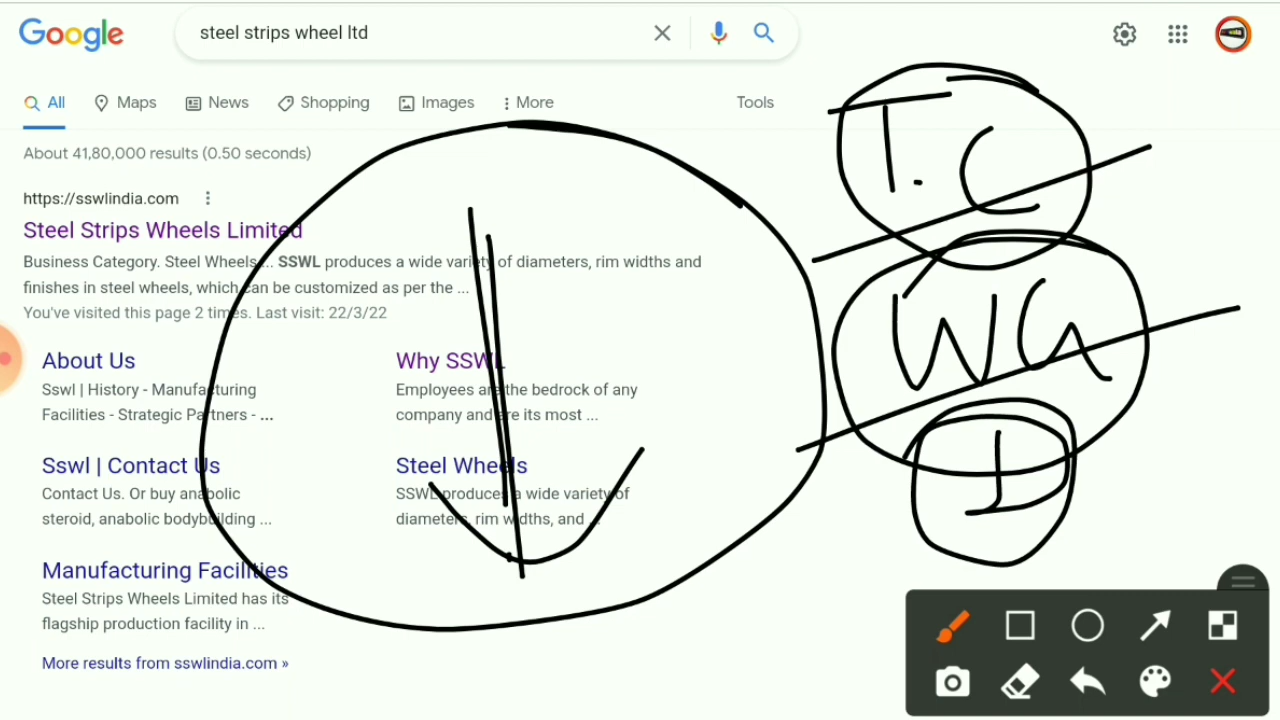 Google
steel strips wheel ltd
All Maps News Shopping Images More Tools
About 41,80,000 results (0.50 seconds)
https://sswlindia.com
Steel Strips Wheels Limited
Business Category. Steel Wheels... SSWL produces a wide variety of diameters, rim widths and
finishes in steel wheels, which can be customized as per the ...
You've visited this page 2 times. Last visit: 22/3/22
About Us
Sswl | History - Manufacturing
Facilities - Strategic Partners - ...
Why SSWL
Employees are the bedrock of any
company and are its most ...
Sswl | Contact Us
Contact Us. Or buy anabolic
steroid, anabolic bodybuilding ...
Steel Wheels
SSWL produces a wide variety of
diameters, rim widths, and ...
Manufacturing Facilities
Steel Strips Wheels Limited has its
flagship production facility in ...
More results from sswlindia.com »
T.C